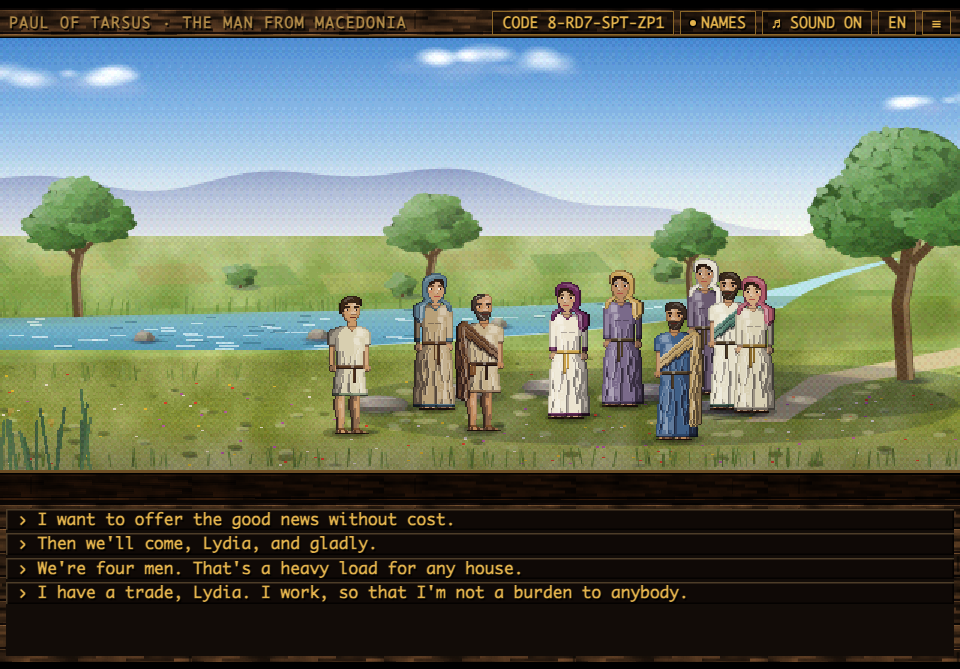 PAUL OF TARSUS · THE MAN FROM MACEDONIA
CODE 8-RD7-SPT-ZP1
• NAMES
♬ SOUND ON
EN
≡
› I want to offer the good news without cost.
› Then we'll come, Lydia, and gladly.
› We're four men. That's a heavy load for any house.
› I have a trade, Lydia. I work, so that I'm not a burden to anybody.